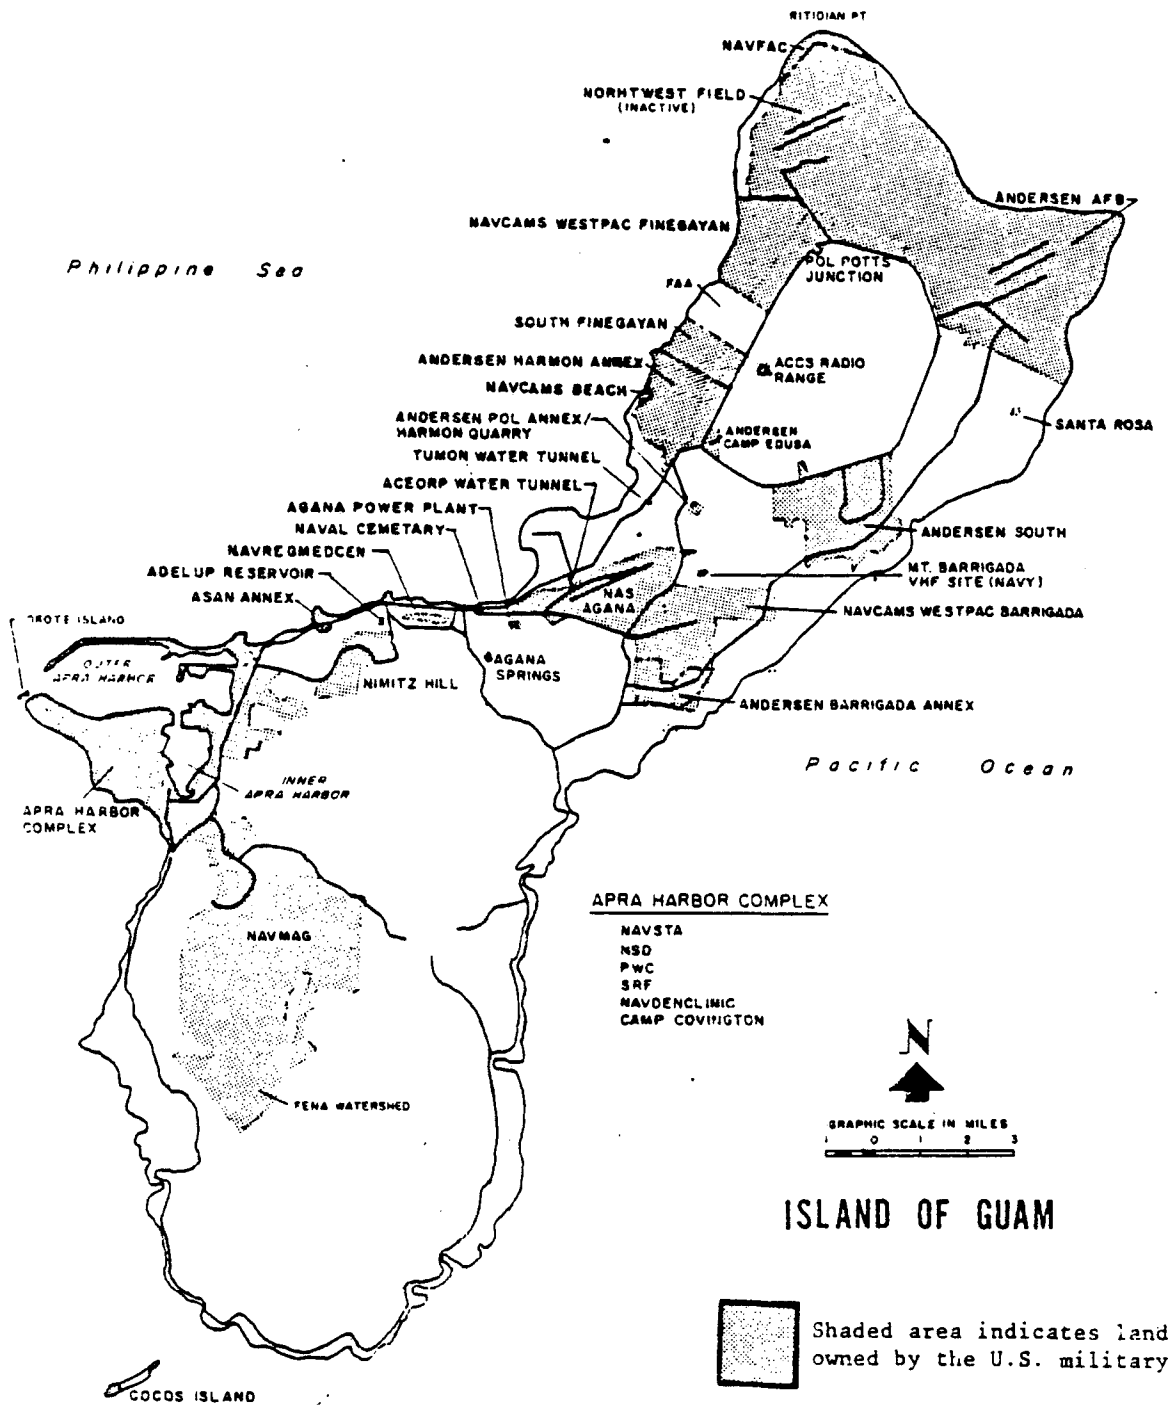 RITIDIAN PT
NAVFAC
NORHTWEST FIELD
(INACTIVE)
ANDERSEN AFB
NAVCAMS WESTPAC FINEGAYAN
Philippine Sea
POL POTTS
JUNCTION
FAA
SOUTH FINEGAYAN
ANDERSEN HARMON ANNEX
ACCS RADIO
RANGE
NAVCAMS BEACH
ANDERSEN POL ANNEX/
HARMON QUARRY
SANTA ROSA
ANDERSEN
CAMP EDUSA
TUMON WATER TUNNEL
ACEORP WATER TUNNEL
AGANA POWER PLANT
NAVAL CEMETARY
ANDERSEN SOUTH
NAVREGMEDCEN
ADELUP RESERVOIR
MT. BARRIGADA
VHF SITE (NAVY)
ASAN ANNEX
NAS
AGANA
NAVCAMS WESTPAC BARRIGADA
OROTE ISLAND
OUTER
APRA HARBOR
AGANA
SPRINGS
NIMITZ HILL
ANDERSEN BARRIGADA ANNEX
Pacific Ocean
INNER
APRA HARBOR
APRA HARBOR
COMPLEX
APRA HARBOR COMPLEX
NAVSTA
NSD
PWC
SRF
NAVDENCLINIC
CAMP COVINGTON
NAVMAG
N
FENA WATERSHED
GRAPHIC SCALE IN MILES
1 0 1 2 3
ISLAND OF GUAM
Shaded area indicates land
owned by the U.S. military
COCOS ISLAND